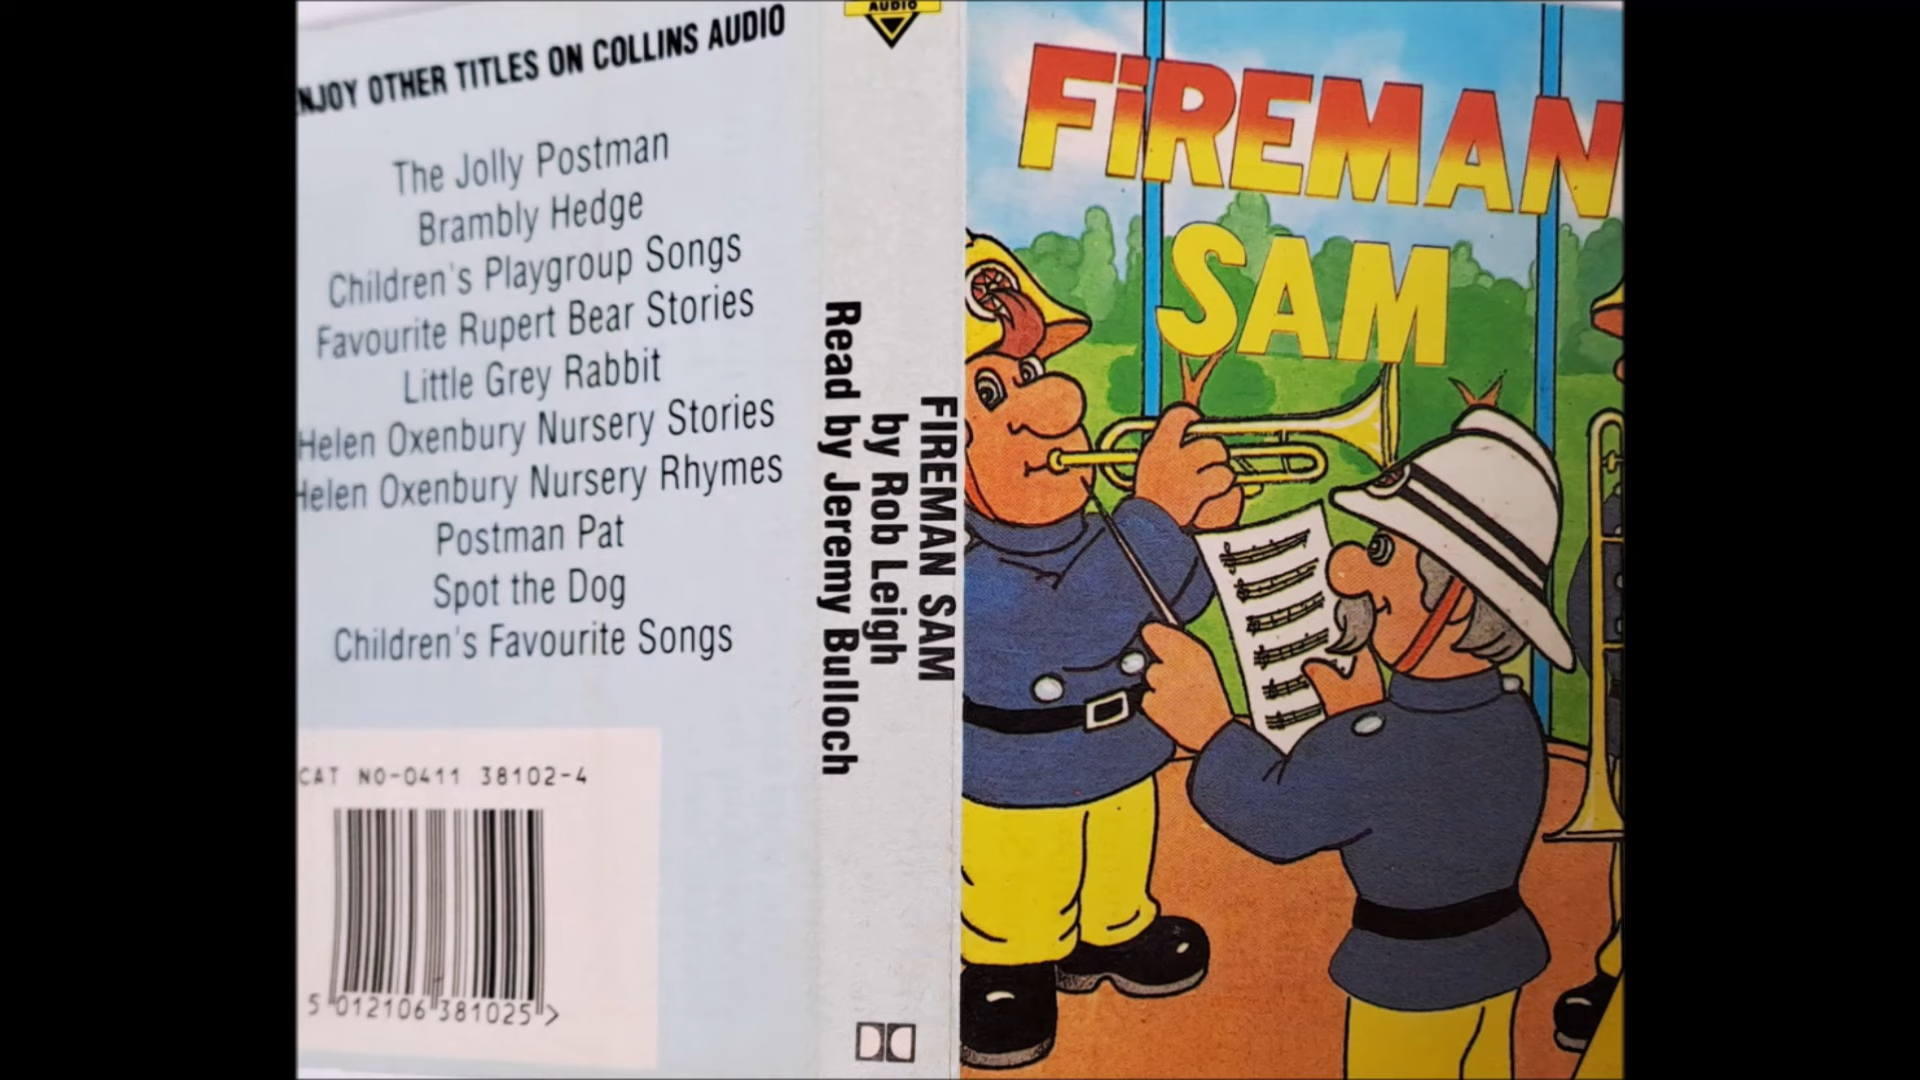 ENJOY OTHER TITLES ON COLLINS AUDIO
The Jolly Postman
Brambly Hedge
Children's Playgroup Songs
Favourite Rupert Bear Stories
Little Grey Rabbit
Helen Oxenbury Nursery Stories
Helen Oxenbury Nursery Rhymes
Postman Pat
Spot the Dog
Children's Favourite Songs
CAT NO-0411 38102-4
5 012106 381025 >
AUDIO
FIREMAN SAM
by Rob Leigh
Read by Jeremy Bulloch
FiREMAN
SAM